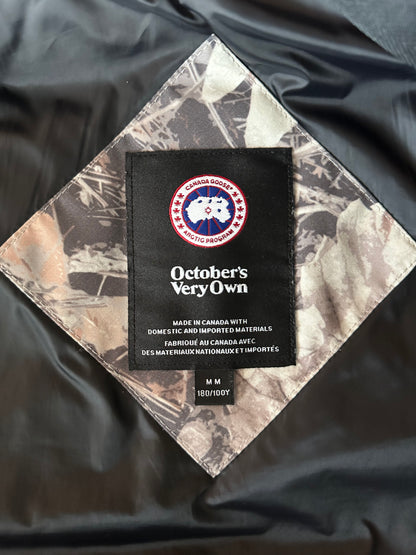 CANADA GOOSE®
ARCTIC PROGRAM
October's
Very Own
MADE IN CANADA WITH
DOMESTIC AND IMPORTED MATERIALS
FABRIQUÉ AU CANADA AVEC
DES MATERIAUX NATIONAUX ET IMPORTÉS
M M
180/100Y